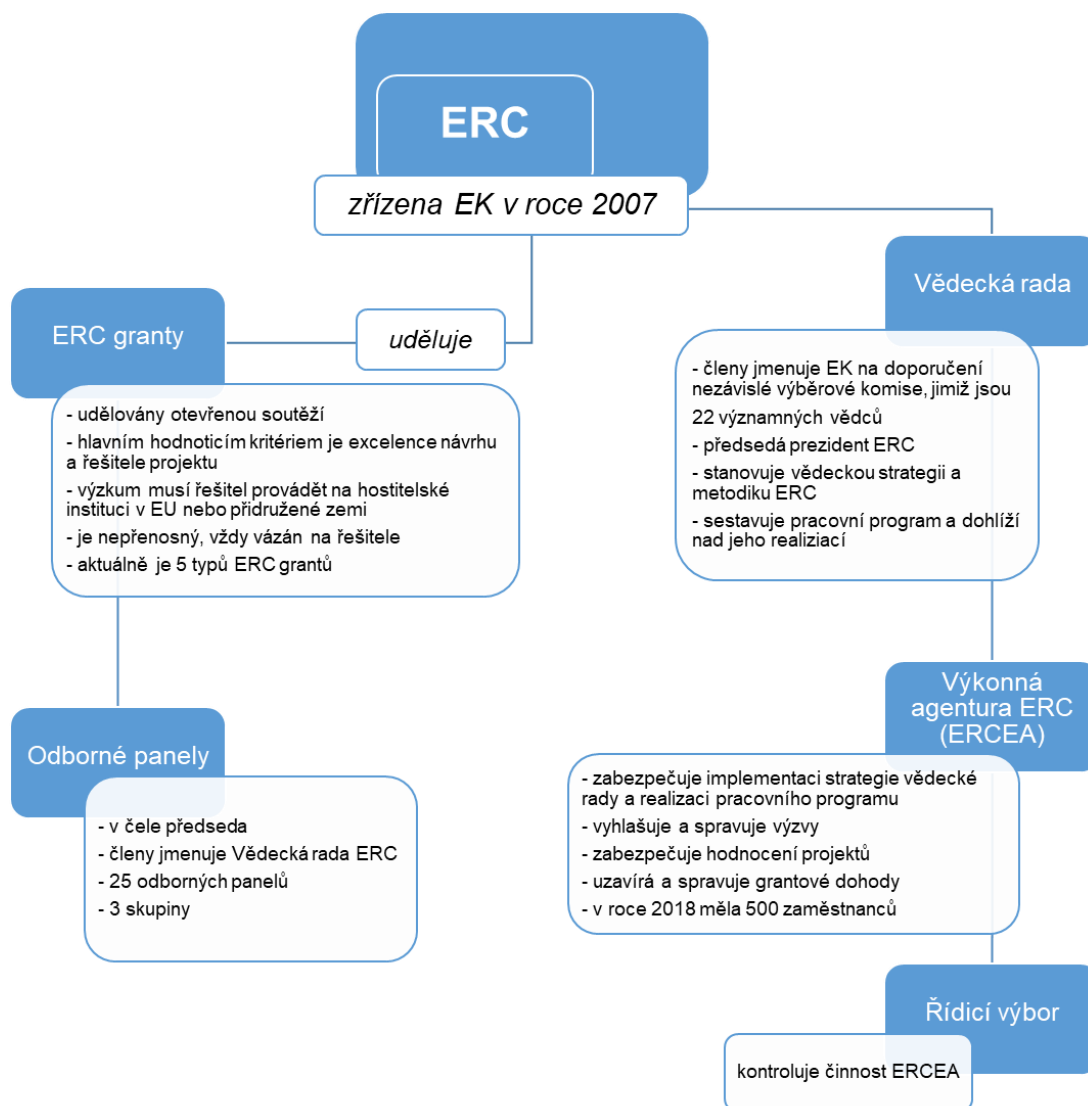 ERC
zřízena EK v roce 2007
ERC granty
uděluje
- udělovány otevřenou soutěží
- hlavním hodnoticím kritériem je excelence návrhu
a řešitele projektu
- výzkum musí řešitel provádět na hostitelské
instituci v EU nebo přidružené zemi
- je nepřenosný, vždy vázán na řešitele
- aktuálně je 5 typů ERC grantů
Odborné panely
- v čele předseda
- členy jmenuje Vědecká rada ERC
- 25 odborných panelů
- 3 skupiny
Vědecká rada
- členy jmenuje EK na doporučení
nezávislé výběrové komise, jimiž jsou
22 významných vědců
- předsedá prezident ERC
- stanovuje vědeckou strategii a
metodiku ERC
- sestavuje pracovní program a dohlíží
nad jeho realiziací
Výkonná
agentura ERC
(ERCEA)
- zabezpečuje implementaci strategie vědecké
rady a realizaci pracovního programu
- vyhlašuje a spravuje výzvy
- zabezpečuje hodnocení projektů
- uzavírá a spravuje grantové dohody
- v roce 2018 měla 500 zaměstnanců
Řídicí výbor
kontroluje činnost ERCEA